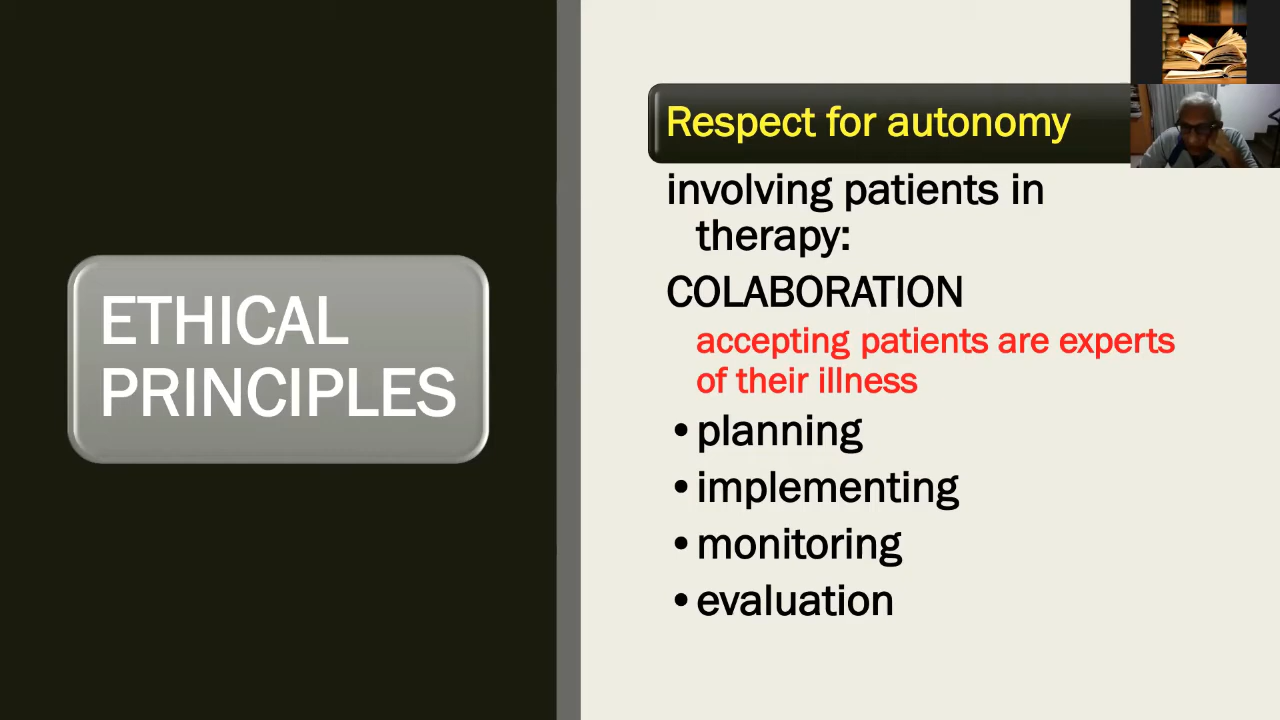 ETHICAL
PRINCIPLES
Respect for autonomy
involving patients in
therapy:
COLABORATION
accepting patients are experts
of their illness
• planning
• implementing
• monitoring
• evaluation